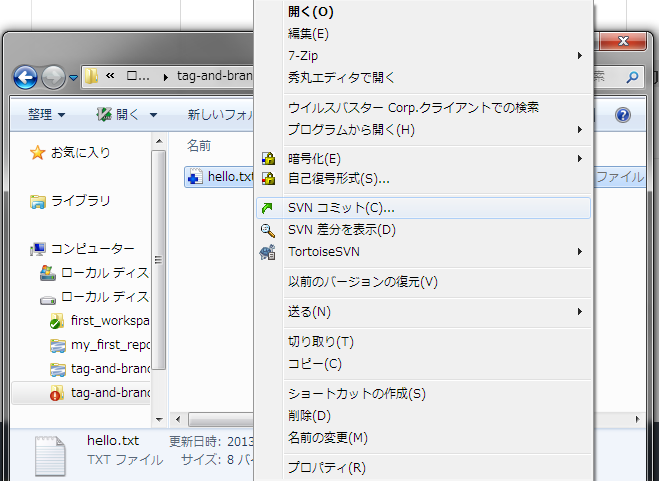 開く(O)
編集(E)
7-Zip
秀丸エディタで開く
ウイルスバスター Corp.クライアントでの検索
プログラムから開く(H)
暗号化(E)
自己復号形式(S)...
SVN コミット(C)...
SVN 差分を表示(D)
TortoiseSVN
以前のバージョンの復元(V)
送る(N)
切り取り(T)
コピー(C)
ショートカットの作成(S)
削除(D)
名前の変更(M)
プロパティ(R)
« ロ... tag-and-bran
索
整理 開く 新しいフォル
名前
hello.txt
ファイル
お気に入り
ライブラリ
コンピューター
ローカル ディス
ローカル ディス
first_workspa
my_first_repo
tag-and-branc
tag-and-branc
hello.txt 更新日時: 2013
TXT ファイル サイズ: 8 バイ